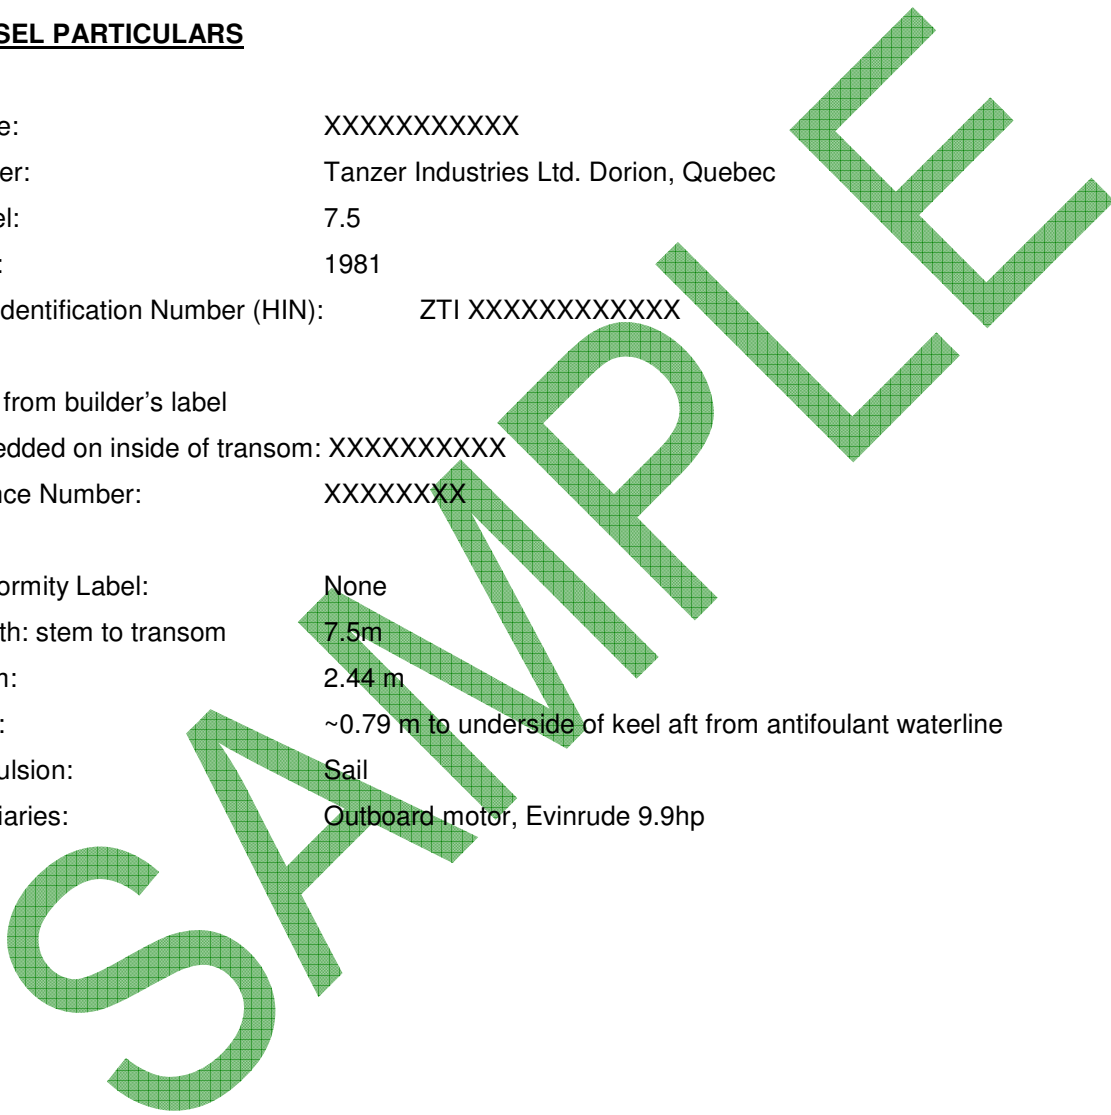 SEL PARTICULARS
e: XXXXXXXXXXX
er: Tanzer Industries Ltd. Dorion, Quebec
el: 7.5
: 1981
dentification Number (HIN): ZTI XXXXXXXXXXXX
from builder’s label
edded on inside of transom: XXXXXXXXXX
nce Number: XXXXXXXX
ormity Label: None
th: stem to transom 7.5m
m: 2.44 m
: ~0.79 m to underside of keel aft from antifoulant waterline
ulsion: Sail
iaries: Outboard motor, Evinrude 9.9hp
SAMPLE